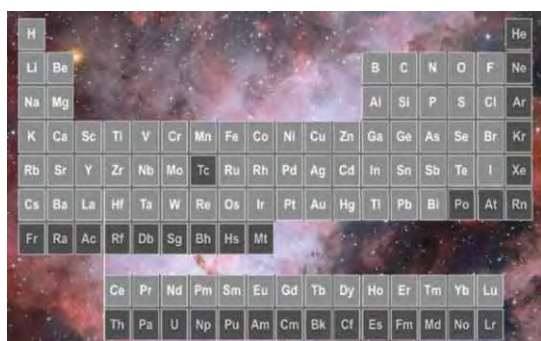 H He
Li Be B C N O F Ne
Na Mg Al Si P S Cl Ar
K Ca Sc Ti V Cr Mn Fe Co Ni Cu Zn Ga Ge As Se Br Kr
Rb Sr Y Zr Nb Mo Tc Ru Rh Pd Ag Cd In Sn Sb Te I Xe
Cs Ba La Hf Ta W Re Os Ir Pt Au Hg Tl Pb Bi Po At Rn
Fr Ra Ac Rf Db Sg Bh Hs Mt
Ce Pr Nd Pm Sm Eu Gd Tb Dy Ho Er Tm Yb Lu
Th Pa U Np Pu Am Cm Bk Cf Es Fm Md No Lr